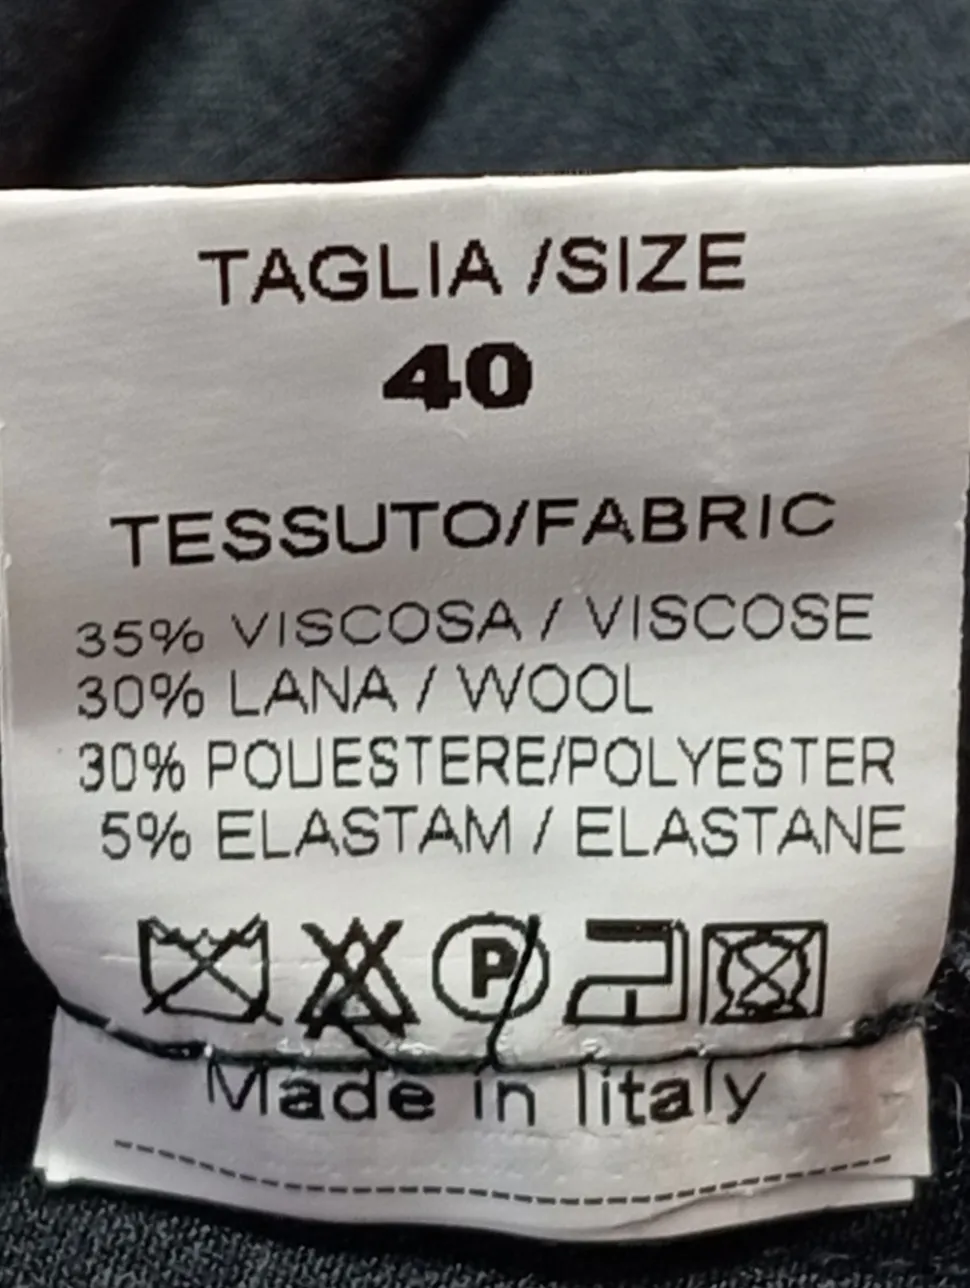 TAGLIA /SIZE
40
TESSUTO/FABRIC
35% VISCOSA / VISCOSE
30% LANA / WOOL
30% POLIESTERE/POLYESTER
5% ELASTAM / ELASTANE
P
Made in Iitaly